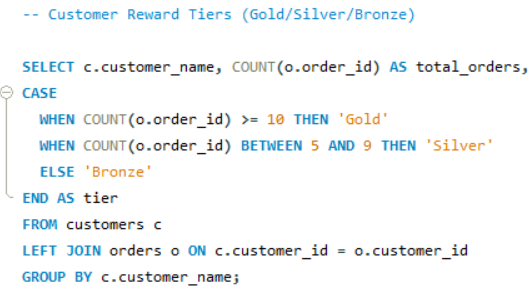 -- Customer Reward Tiers (Gold/Silver/Bronze)
SELECT c.customer_name, COUNT(o.order_id) AS total_orders,
CASE
WHEN COUNT(o.order_id) >= 10 THEN 'Gold'
WHEN COUNT(o.order_id) BETWEEN 5 AND 9 THEN 'Silver'
ELSE 'Bronze'
END AS tier
FROM customers c
LEFT JOIN orders o ON c.customer_id = o.customer_id
GROUP BY c.customer_name;